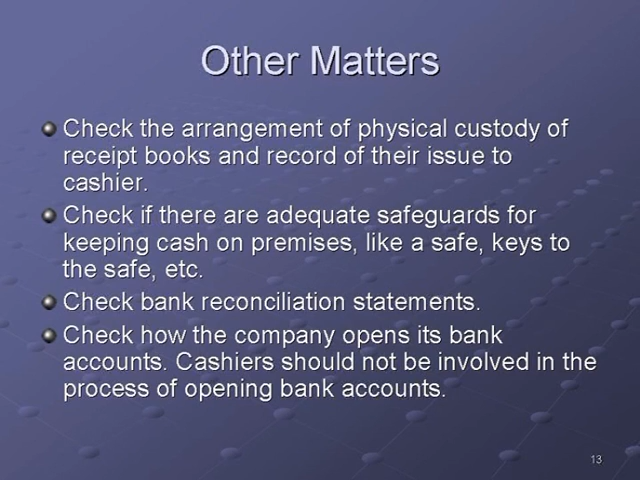 Other Matters
Check the arrangement of physical custody of
receipt books and record of their issue to
cashier.
Check if there are adequate safeguards for
keeping cash on premises, like a safe, keys to
the safe, etc.
Check bank reconciliation statements.
Check how the company opens its bank
accounts. Cashiers should not be involved in the
process of opening bank accounts.
13